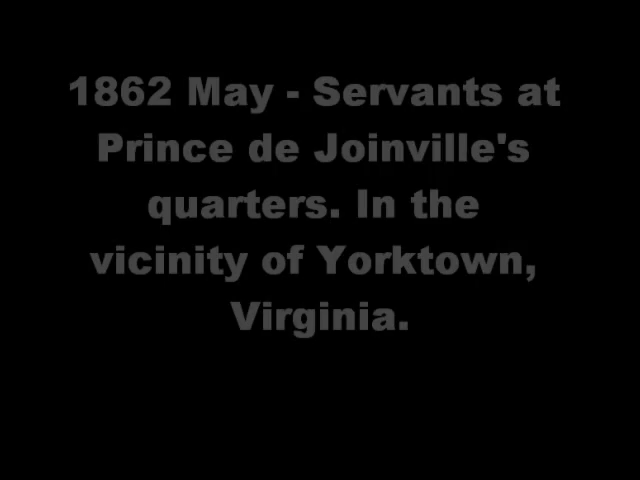 1862 May - Servants at
Prince de Joinville's
quarters. In the
vicinity of Yorktown,
Virginia.